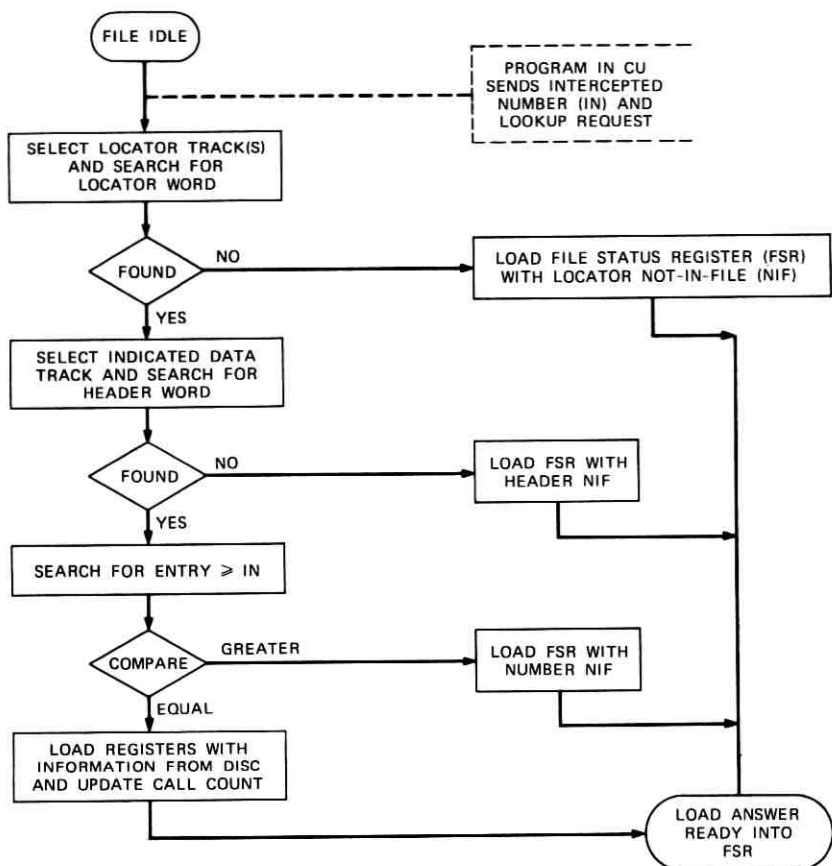 FILE IDLE
PROGRAM IN CU
SENDS INTERCEPTED
NUMBER (IN) AND
LOOKUP REQUEST
SELECT LOCATOR TRACK(S)
AND SEARCH FOR
LOCATOR WORD
FOUND
NO
LOAD FILE STATUS REGISTER (FSR)
WITH LOCATOR NOT-IN-FILE (NIF)
YES
SELECT INDICATED DATA
TRACK AND SEARCH FOR
HEADER WORD
FOUND
NO
LOAD FSR WITH
HEADER NIF
YES
SEARCH FOR ENTRY ⩾ IN
COMPARE
GREATER
LOAD FSR WITH
NUMBER NIF
EQUAL
LOAD REGISTERS WITH
INFORMATION FROM DISC
AND UPDATE CALL COUNT
LOAD ANSWER
READY INTO
FSR